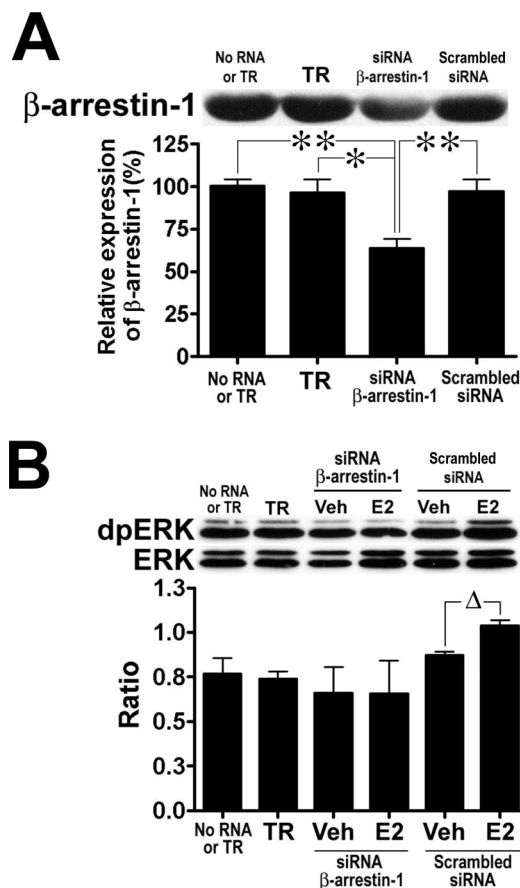 A
No RNA
or TR
TR
siRNA
β-arrestin-1
Scrambled
siRNA
β-arrestin-1
Relative expression
of β-arrestin-1(%)
125
100
75
50
25
0
**
*
**
No RNA
or TR
TR
siRNA
β-arrestin-1
Scrambled
siRNA
B
siRNA
β-arrestin-1
Scrambled
siRNA
No RNA
or TR
TR
Veh
E2
Veh
E2
dpERK
ERK
Ratio
1.3
1.0
0.8
0.5
0.3
0.0
Δ
No RNA
or TR
TR
Veh
E2
Veh
E2
siRNA
β-arrestin-1
Scrambled
siRNA